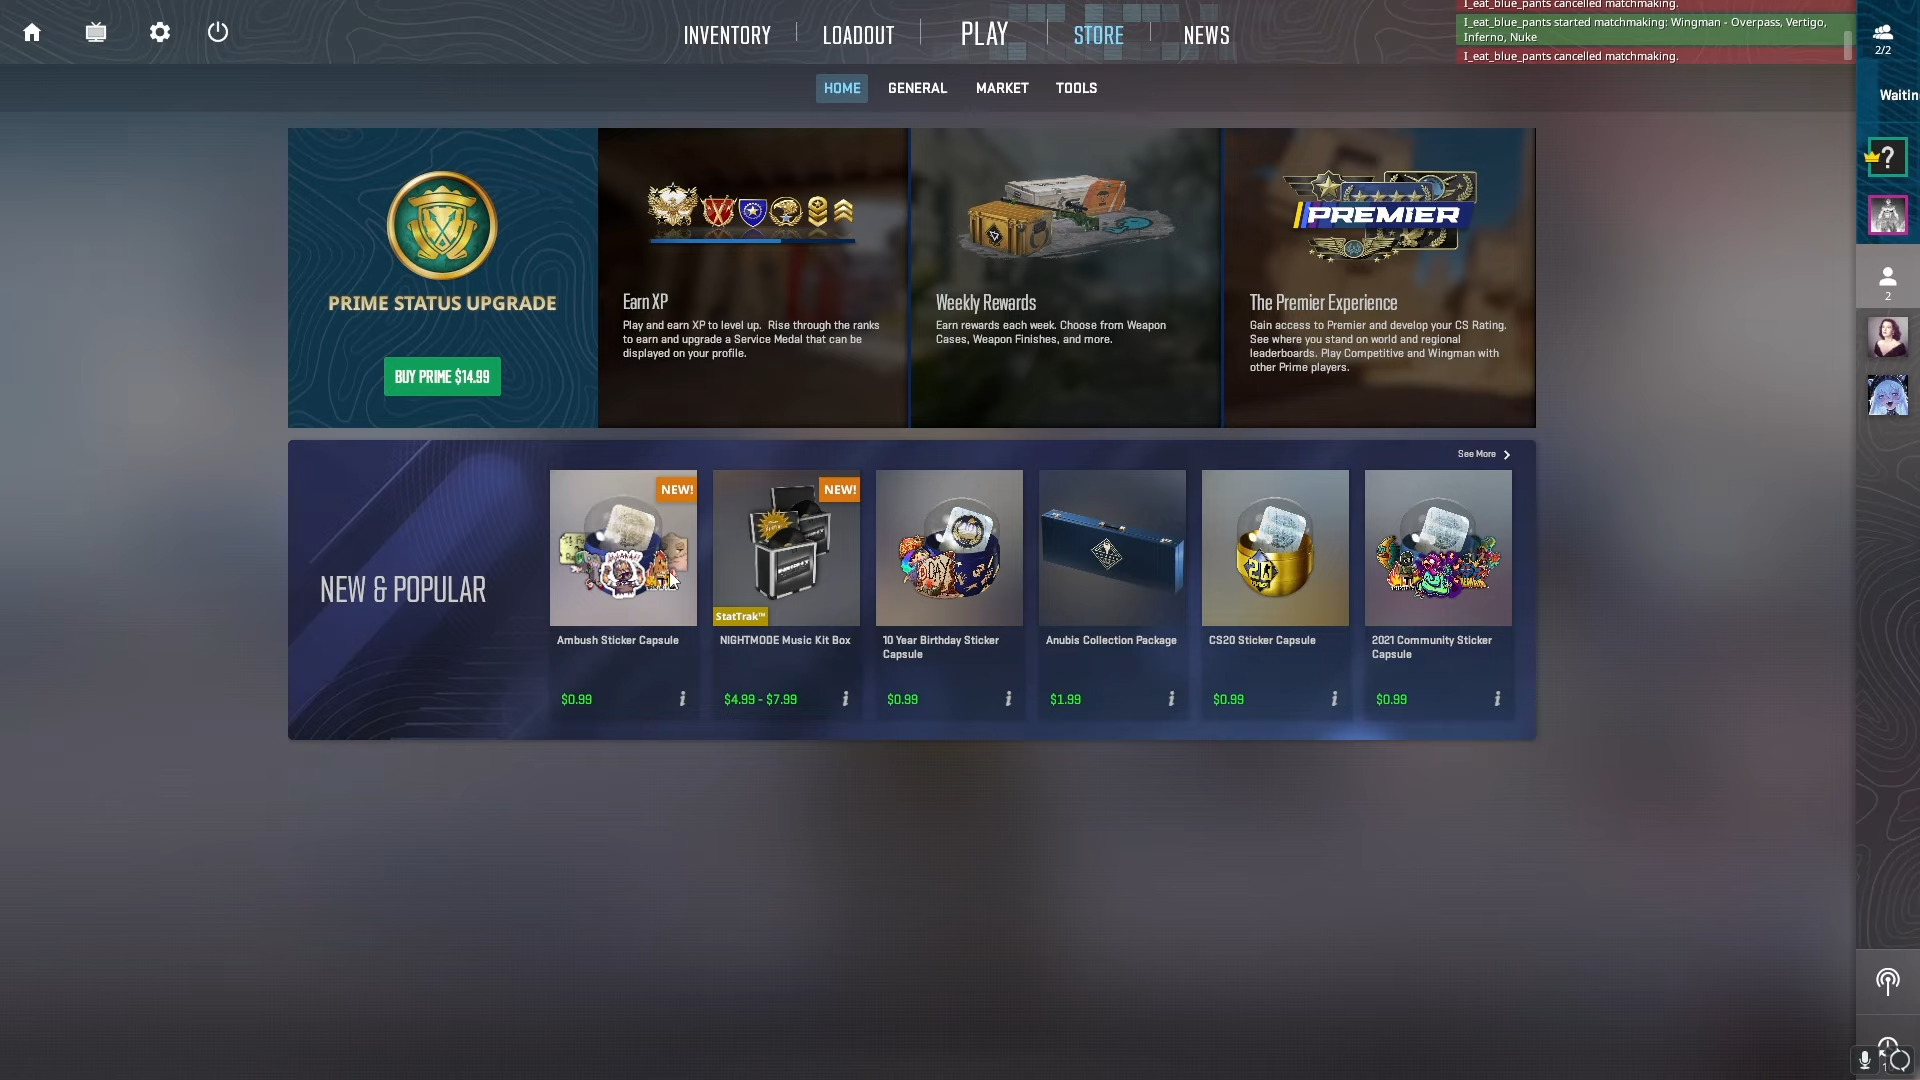 INVENTORY
LOADOUT
PLAY
STORE
NEWS
I_eat_blue_pants cancelled matchmaking.
I_eat_blue_pants started matchmaking: Wingman - Overpass, Vertigo,
Inferno, Nuke
I_eat_blue_pants cancelled matchmaking.
2/2
HOME
GENERAL
MARKET
TOOLS
Waitin
PRIME STATUS UPGRADE
BUY PRIME $14.99
Earn XP
Play and earn XP to level up. Rise through the ranks
to earn and upgrade a Service Medal that can be
displayed on your profile.
Weekly Rewards
Earn rewards each week. Choose from Weapon
Cases, Weapon Finishes, and more.
PREMIER
The Premier Experience
Gain access to Premier and develop your CS Rating.
See where you stand on world and regional
leaderboards. Play Competitive and Wingman with
other Prime players.
?
2
See More
NEW & POPULAR
NEW!
Ambush Sticker Capsule
$0.99
NEW!
StatTrak™
NIGHTMODE Music Kit Box
$4.99 - $7.99
10 Year Birthday Sticker
Capsule
$0.99
Anubis Collection Package
$1.99
CS20 Sticker Capsule
$0.99
2021 Community Sticker
Capsule
$0.99